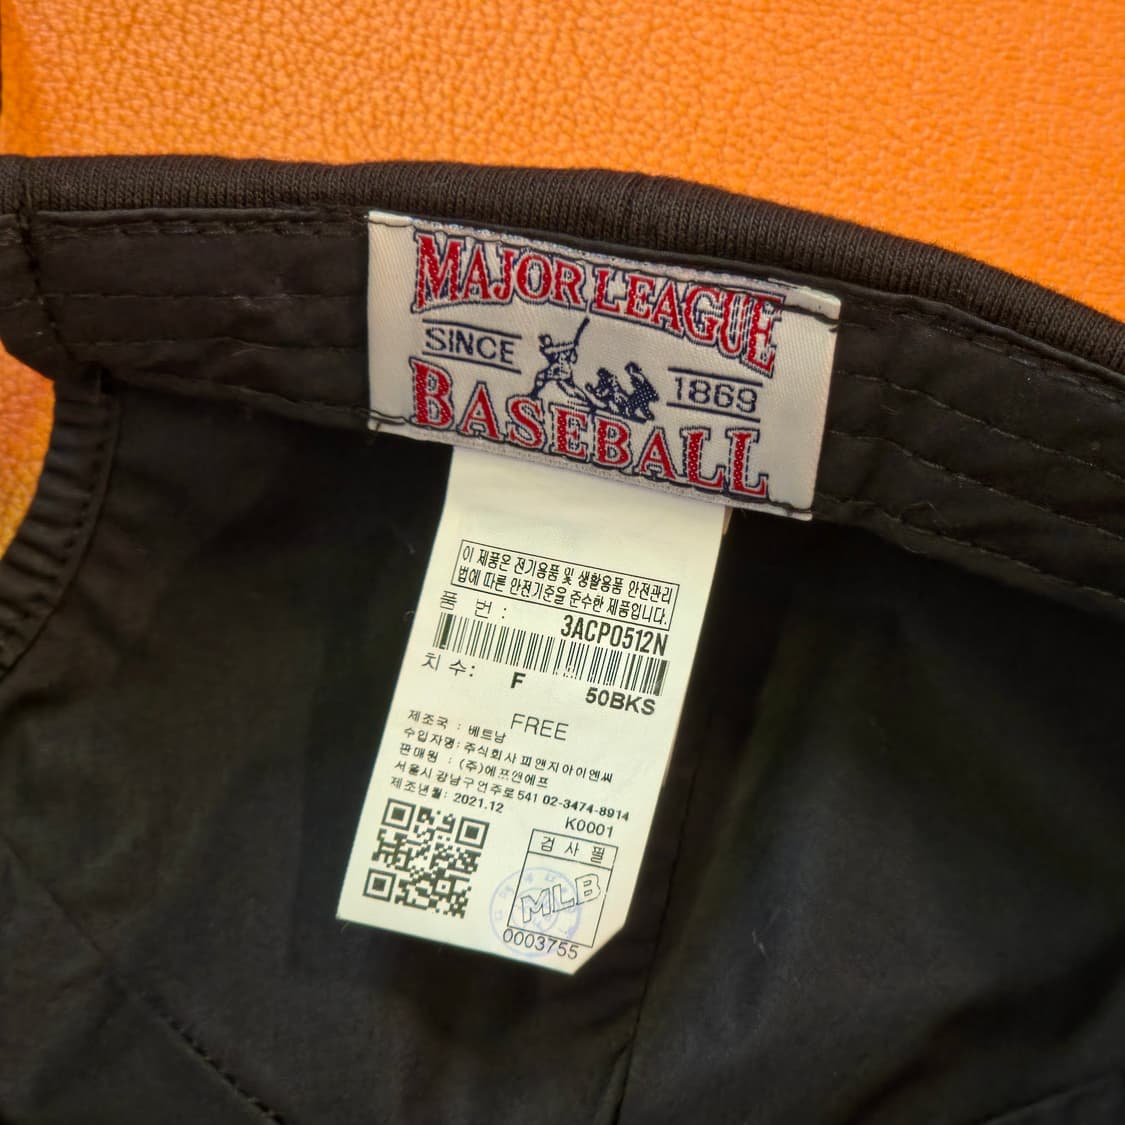 MAJOR LEAGUE
SINCE 1869
BASEBALL
이 제품은 전기용품 및 생활용품 안전관리
법에 따른 안전기준을 준수한 제품입니다.
품 번 : 3ACP0512N
치 수 : F 50BKS
FREE
제조국 : 베트남
수입자명 : 주식회사 피앤지아이엔씨
판매원 : (주)에프앤에프
서울시 강남구 언주로 541 02-3474-8914
제조년월: 2021.12
K0001
검 사 필
MLB
0003755